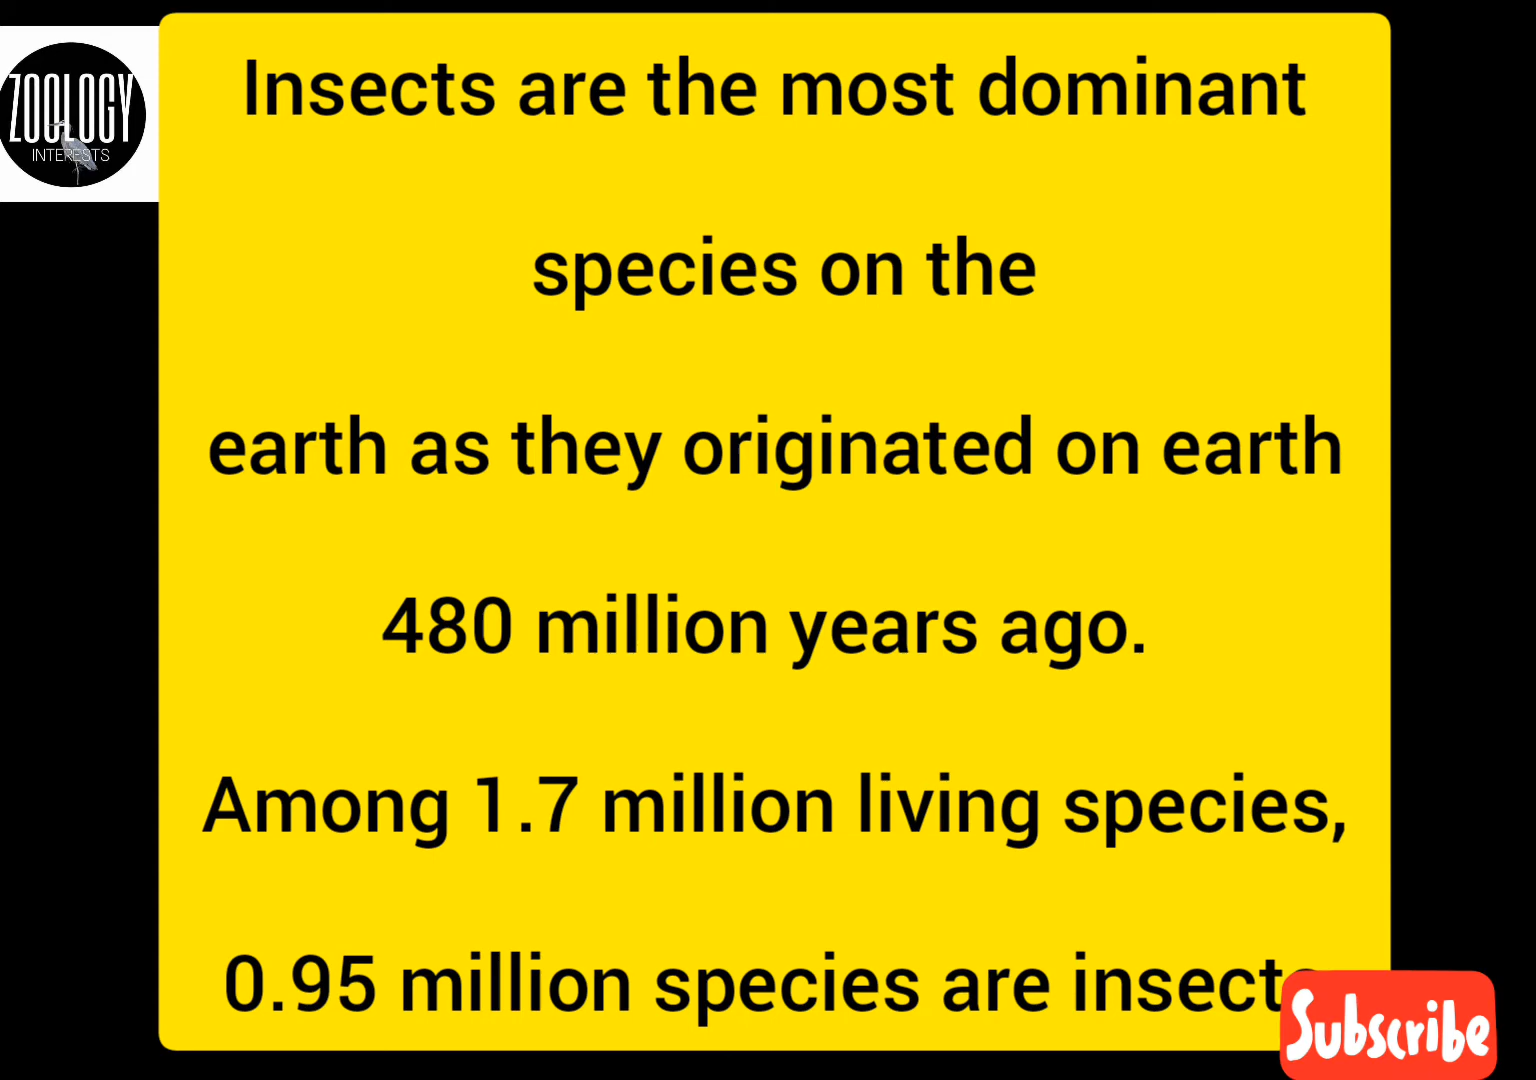 ZOOLOGY
INTERESTS
Insects are the most dominant
species on the
earth as they originated on earth
480 million years ago.
Among 1.7 million living species,
0.95 million species are insects
Subscribe